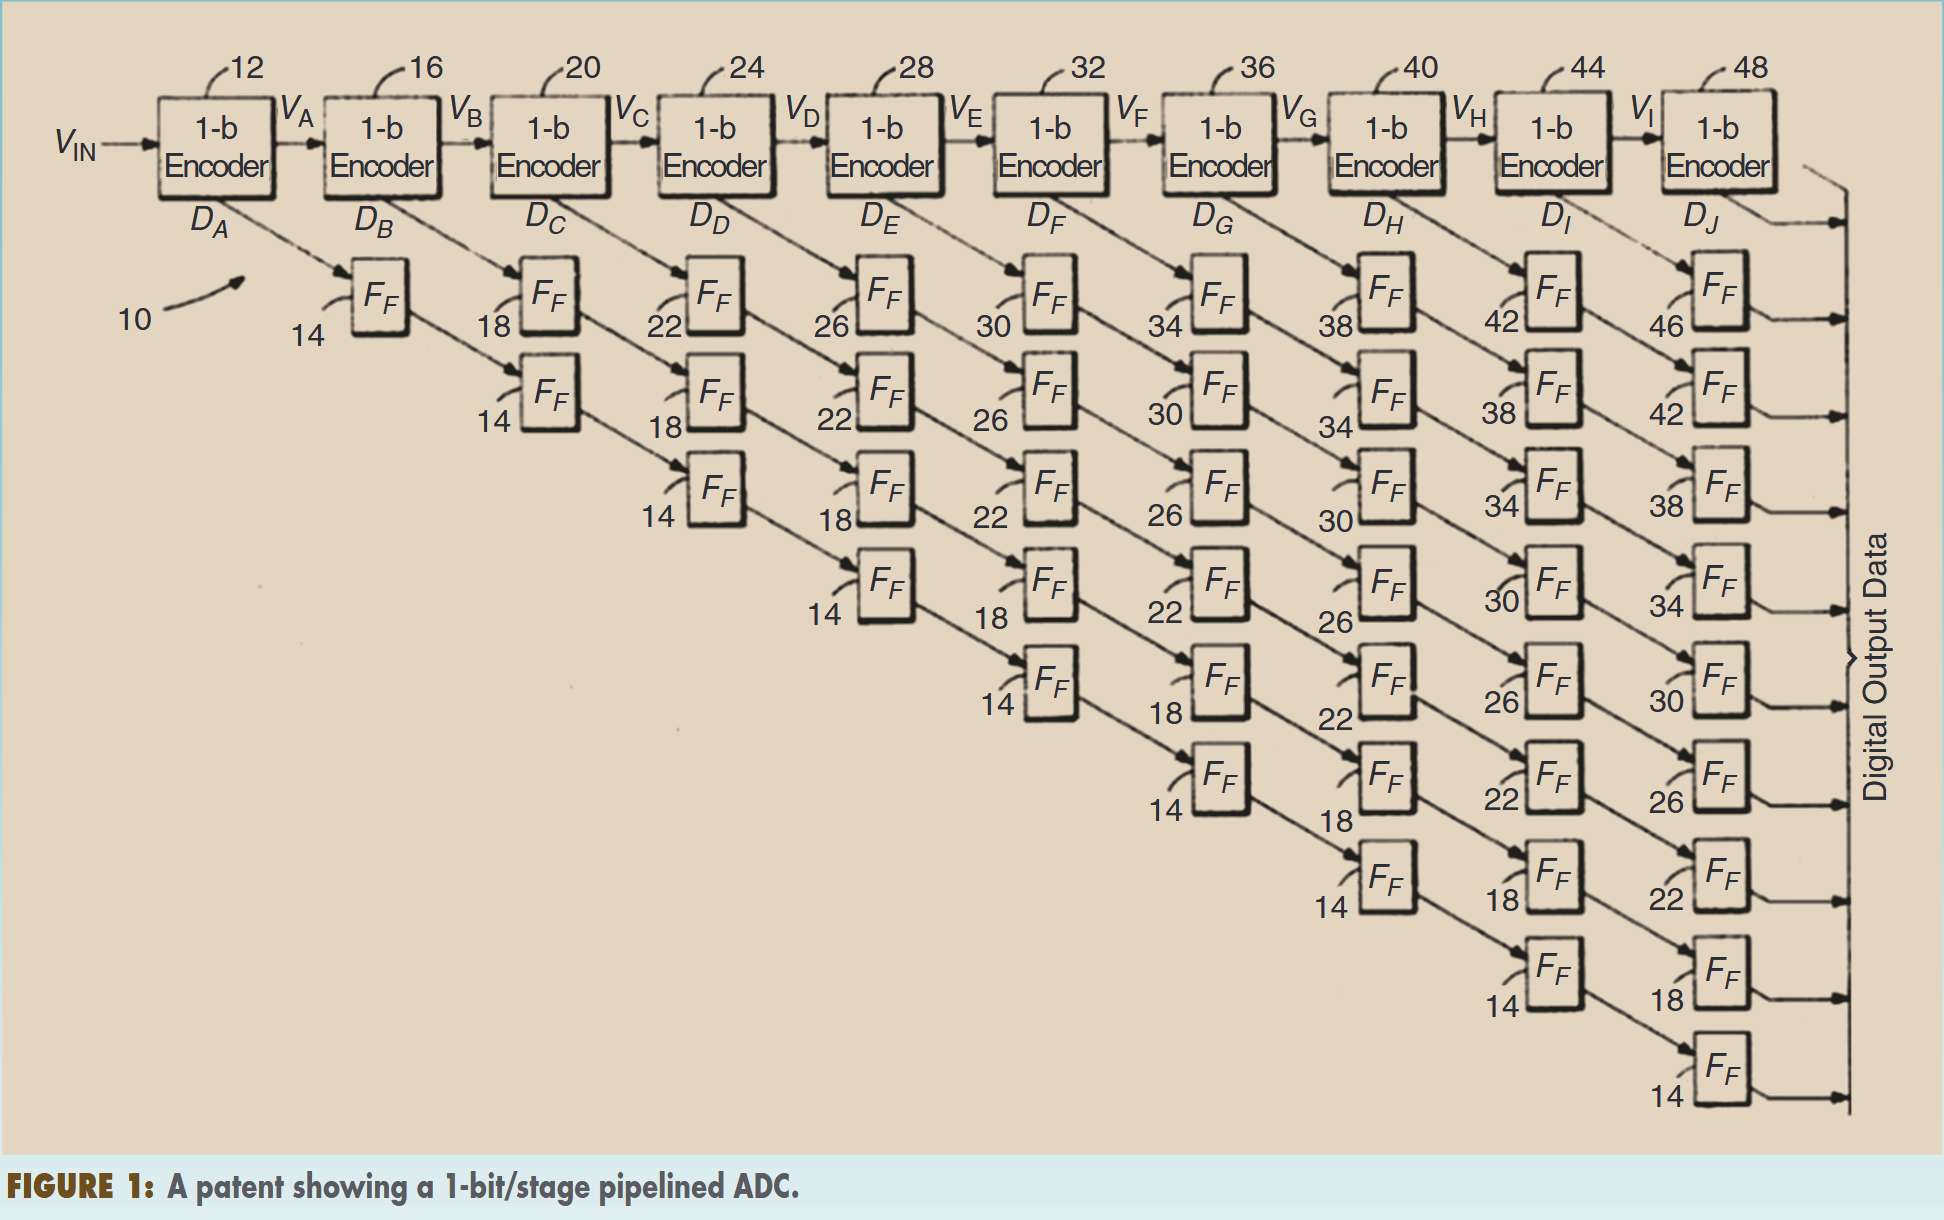 12 16 20 24 28 32 36 40 44 48
V_IN V_A V_B V_C V_D V_E V_F V_G V_H V_I
1-b Encoder 1-b Encoder 1-b Encoder 1-b Encoder 1-b Encoder 1-b Encoder 1-b Encoder 1-b Encoder 1-b Encoder 1-b Encoder
D_A D_B D_C D_D D_E D_F D_G D_H D_I D_J
10
F_F F_F F_F F_F F_F F_F F_F F_F F_F
14 18 22 26 30 34 38 42 46
F_F F_F F_F F_F F_F F_F F_F F_F
14 18 22 26 30 34 38 42
F_F F_F F_F F_F F_F F_F F_F
14 18 22 26 30 34 38
F_F F_F F_F F_F F_F F_F
14 18 22 26 30 34
F_F F_F F_F F_F F_F
14 18 22 26 30
F_F F_F F_F F_F
14 18 22 26
F_F F_F F_F
14 18 22
F_F F_F
14 18
F_F
14
Digital Output Data
FIGURE 1: A patent showing a 1-bit/stage pipelined ADC.